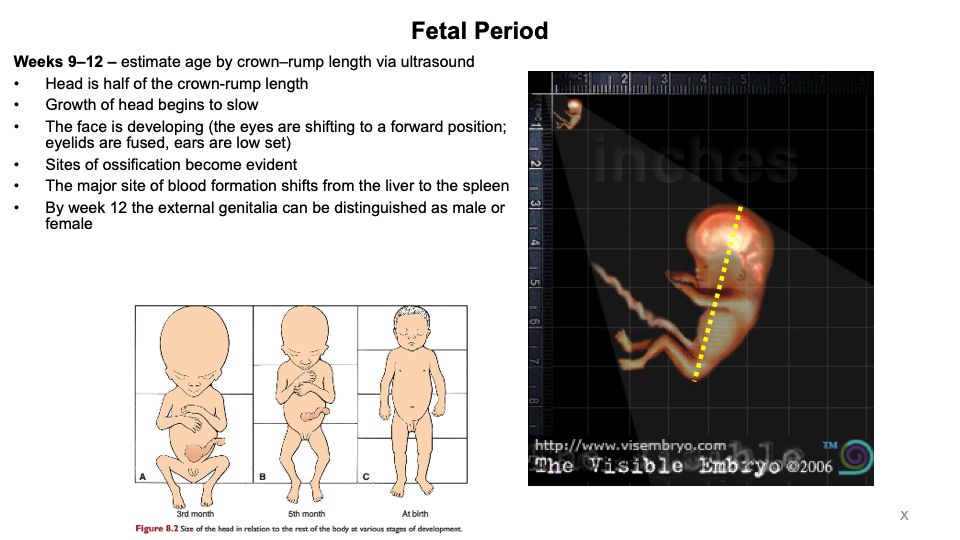 Fetal Period
Weeks 9–12 – estimate age by crown–rump length via ultrasound
• Head is half of the crown-rump length
• Growth of head begins to slow
• The face is developing (the eyes are shifting to a forward position;
eyelids are fused, ears are low set)
• Sites of ossification become evident
• The major site of blood formation shifts from the liver to the spleen
• By week 12 the external genitalia can be distinguished as male or
female
A
B
C
3rd month
5th month
At birth
Figure 8.2 Size of the head in relation to the rest of the body at various stages of development.
1 2 3 4 5 6 7 8
1
2
3
4
5
6
7
8
inches
http://www.visembryo.com
The Visible Embryo ©2006
TM
X